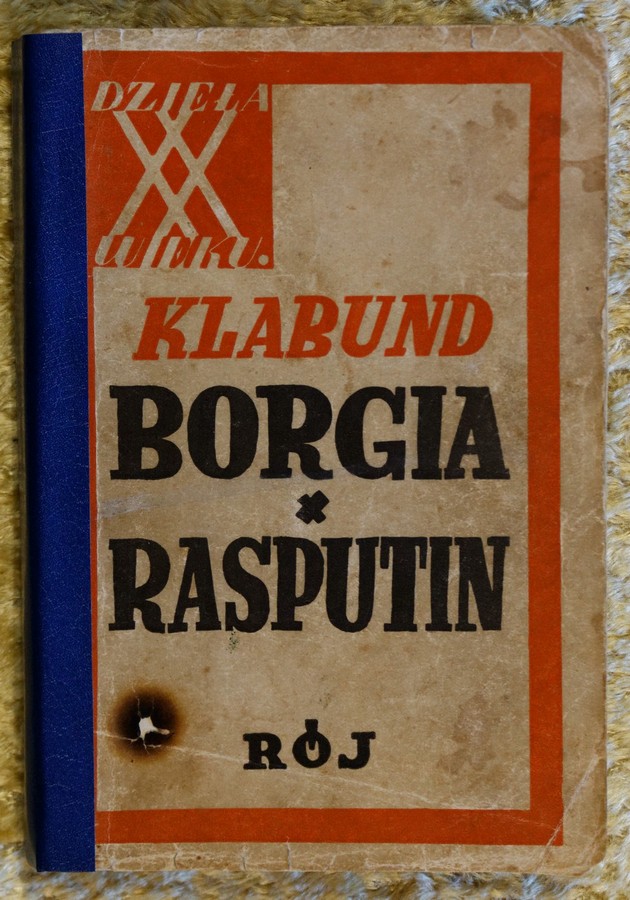 DZIEŁA
XX
WIEKU.
KLABUND
BORGIA
×
RASPUTIN
RÓJ